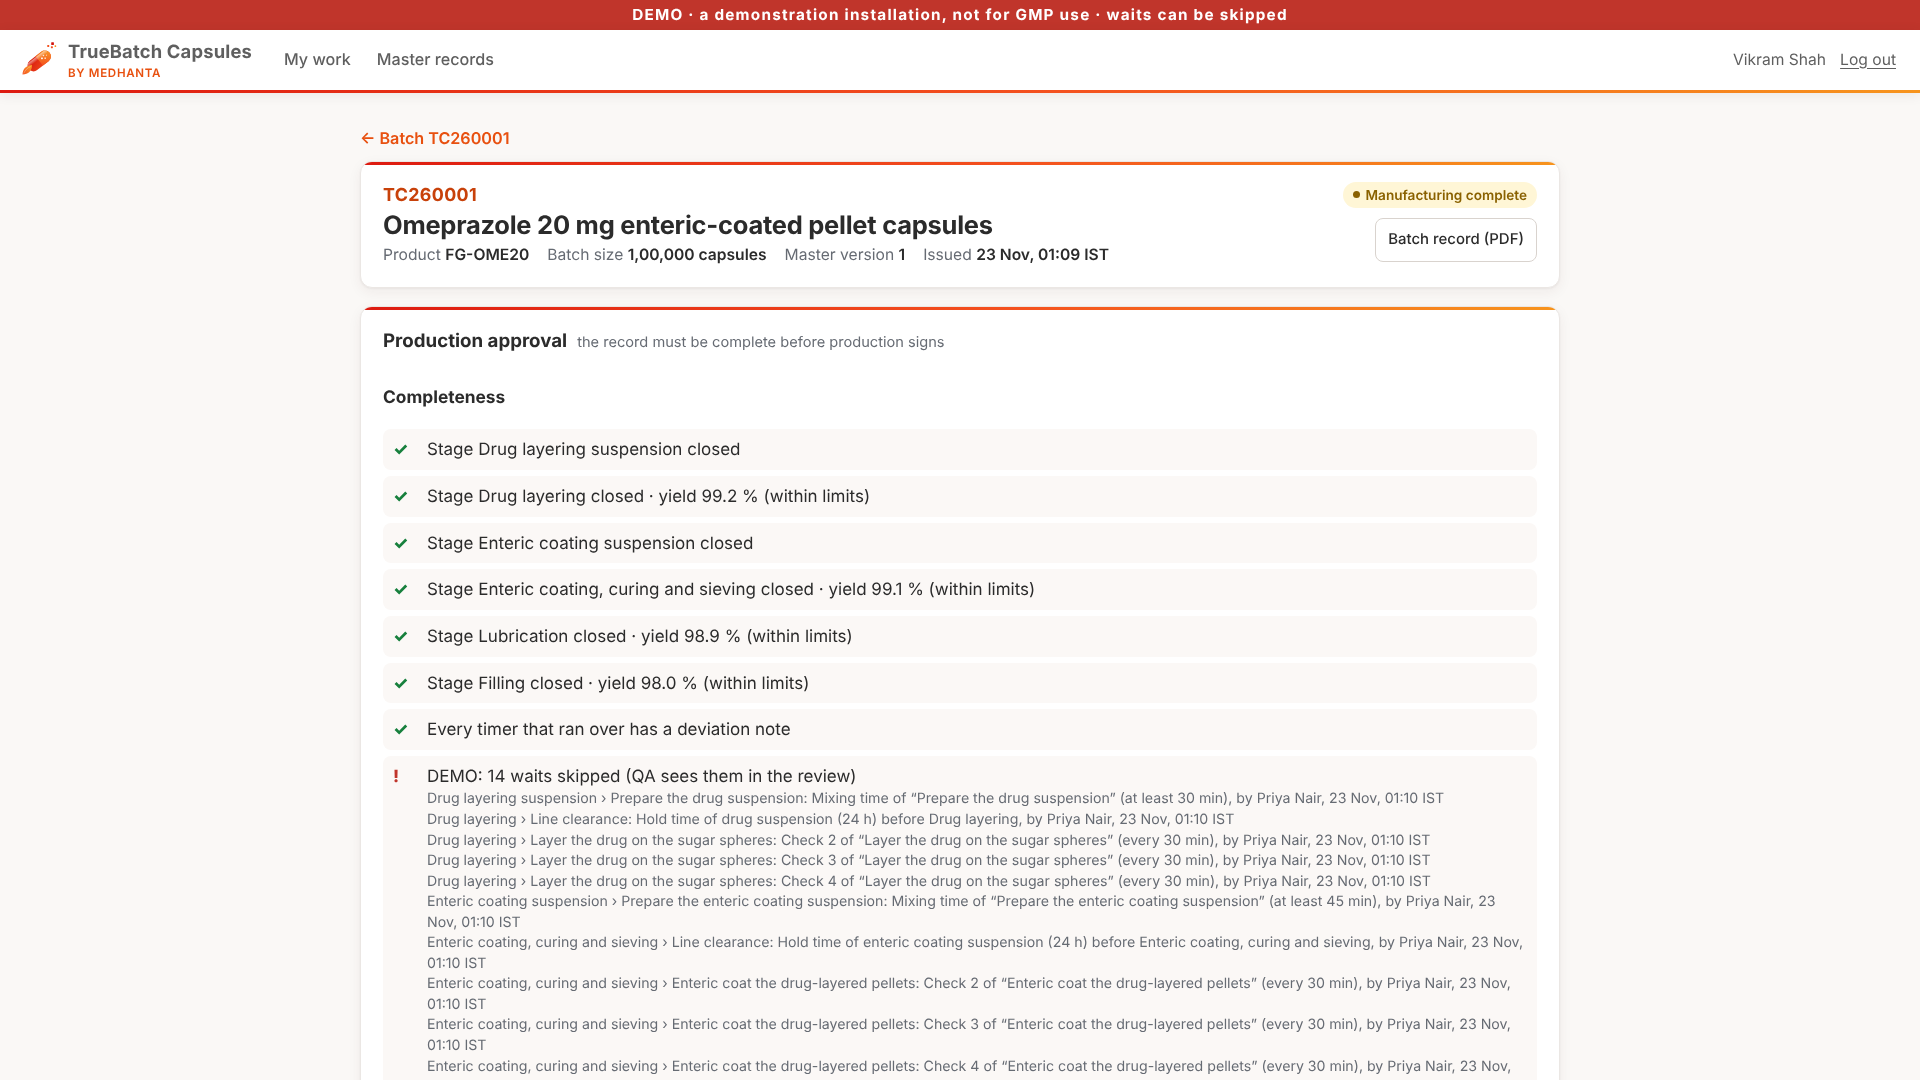 DEMO · a demonstration installation, not for GMP use · waits can be skipped
TrueBatch Capsules
BY MEDHANTA
My work
Master records
Vikram Shah
Log out
← Batch TC260001
TC260001
Manufacturing complete
Omeprazole 20 mg enteric-coated pellet capsules
Batch record (PDF)
Product FG-OME20 Batch size 1,00,000 capsules Master version 1 Issued 23 Nov, 01:09 IST
Production approval the record must be complete before production signs
Completeness
✓ Stage Drug layering suspension closed
✓ Stage Drug layering closed · yield 99.2 % (within limits)
✓ Stage Enteric coating suspension closed
✓ Stage Enteric coating, curing and sieving closed · yield 99.1 % (within limits)
✓ Stage Lubrication closed · yield 98.9 % (within limits)
✓ Stage Filling closed · yield 98.0 % (within limits)
✓ Every timer that ran over has a deviation note
! DEMO: 14 waits skipped (QA sees them in the review)
Drug layering suspension › Prepare the drug suspension: Mixing time of “Prepare the drug suspension” (at least 30 min), by Priya Nair, 23 Nov, 01:10 IST
Drug layering › Line clearance: Hold time of drug suspension (24 h) before Drug layering, by Priya Nair, 23 Nov, 01:10 IST
Drug layering › Layer the drug on the sugar spheres: Check 2 of “Layer the drug on the sugar spheres” (every 30 min), by Priya Nair, 23 Nov, 01:10 IST
Drug layering › Layer the drug on the sugar spheres: Check 3 of “Layer the drug on the sugar spheres” (every 30 min), by Priya Nair, 23 Nov, 01:10 IST
Drug layering › Layer the drug on the sugar spheres: Check 4 of “Layer the drug on the sugar spheres” (every 30 min), by Priya Nair, 23 Nov, 01:10 IST
Enteric coating suspension › Prepare the enteric coating suspension: Mixing time of “Prepare the enteric coating suspension” (at least 45 min), by Priya Nair, 23
Nov, 01:10 IST
Enteric coating, curing and sieving › Line clearance: Hold time of enteric coating suspension (24 h) before Enteric coating, curing and sieving, by Priya Nair, 23 Nov,
01:10 IST
Enteric coating, curing and sieving › Enteric coat the drug-layered pellets: Check 2 of “Enteric coat the drug-layered pellets” (every 30 min), by Priya Nair, 23 Nov,
01:10 IST
Enteric coating, curing and sieving › Enteric coat the drug-layered pellets: Check 3 of “Enteric coat the drug-layered pellets” (every 30 min), by Priya Nair, 23 Nov,
01:10 IST
Enteric coating, curing and sieving › Enteric coat the drug-layered pellets: Check 4 of “Enteric coat the drug-layered pellets” (every 30 min), by Priya Nair, 23 Nov,